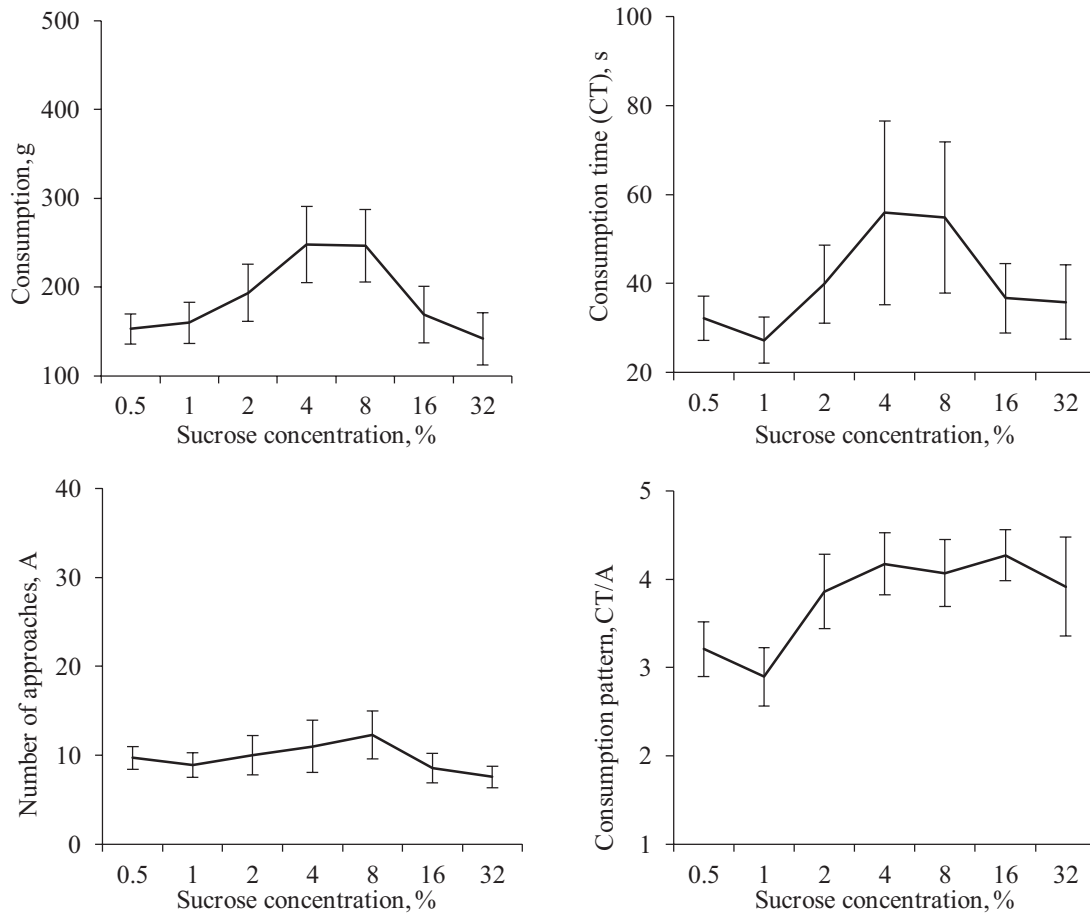 500
400
300
200
100
Consumption, g
0.5 1 2 4 8 16 32
Sucrose concentration, %
100
80
60
40
20
Consumption time (CT), s
0.5 1 2 4 8 16 32
Sucrose concentration, %
40
30
20
10
0
Number of approaches, A
0.5 1 2 4 8 16 32
Sucrose concentration, %
5
4
3
2
1
Consumption pattern, CT/A
0.5 1 2 4 8 16 32
Sucrose concentration, %